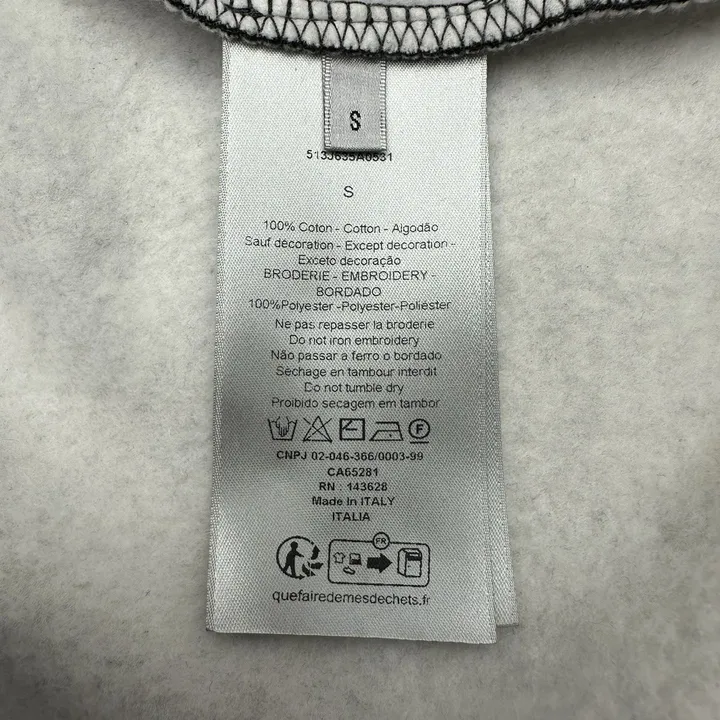 S
513J635A0531
S
100% Coton - Cotton - Algodão
Sauf décoration - Except decoration -
Exceto decoração
BRODERIE - EMBROIDERY -
BORDADO
100%Polyester -Polyester-Poliéster
Ne pas repasser la broderie
Do not iron embroidery
Não passar a ferro o bordado
Séchage en tambour interdit
Do not tumble dry
Proibido secagem em tambor
F
CNPJ 02-046-366/0003-99
CA65281
RN : 143628
Made In ITALY
ITALIA
FR
quefairedemesdechets.fr